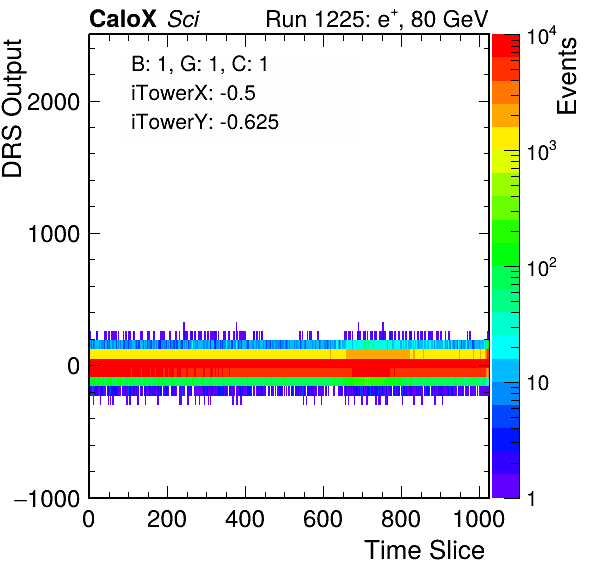 CaloX Sci Run 1225: e⁺, 80 GeV
B: 1, G: 1, C: 1
iTowerX: -0.5
iTowerY: -0.625
DRS Output
2000
1000
0
−1000
0 200 400 600 800 1000
Time Slice
Events
10⁴
10³
10²
10
1